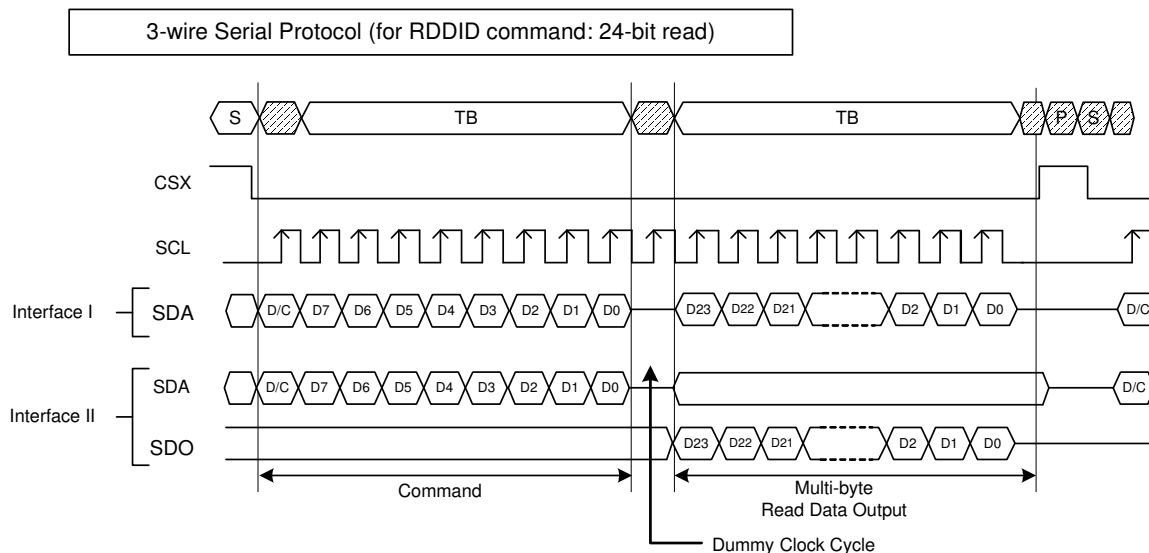 3-wire Serial Protocol (for RDDID command: 24-bit read)
S TB TB P S
CSX
SCL
Interface I SDA D/C D7 D6 D5 D4 D3 D2 D1 D0 D23 D22 D21 D2 D1 D0 D/C
SDA D/C D7 D6 D5 D4 D3 D2 D1 D0 D/C
Interface II
SDO D23 D22 D21 D2 D1 D0
Command
Multi-byte
Read Data Output
Dummy Clock Cycle